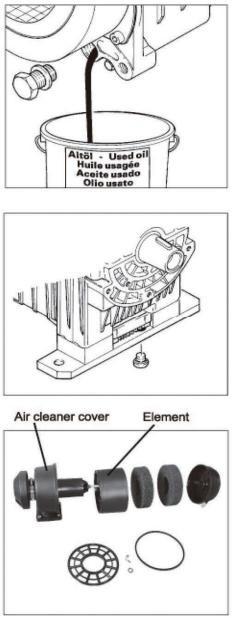 Altöl - Used oil
Huile usagée
Aceite usado
Olio usato
Air cleaner cover Element